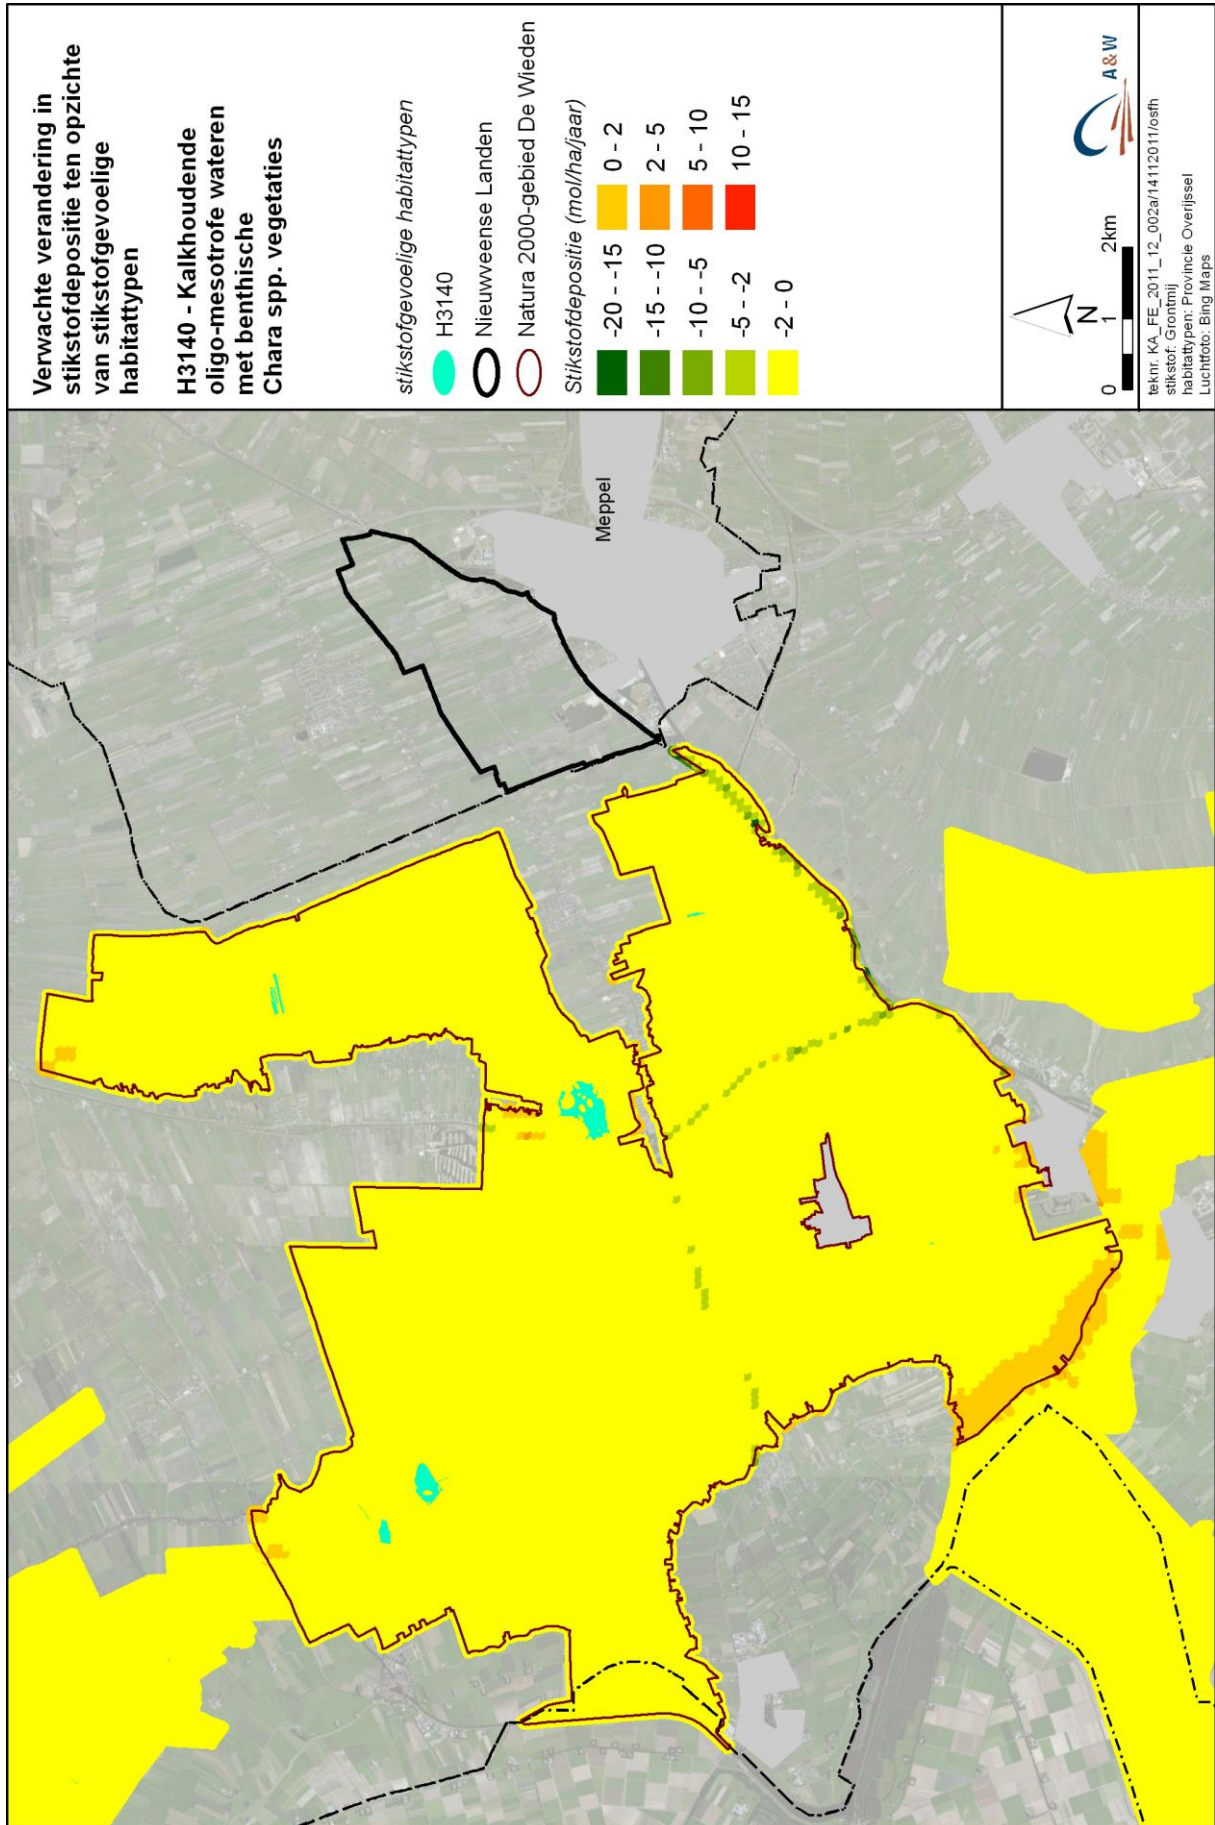 Verwachte verandering in
stikstofdepositie ten opzichte
van stikstofgevoelige
habitattypen
H3140 - Kalkhoudende
oligo-mesotrofe wateren
met benthische
Chara spp. vegetaties
stikstofgevoelige habitattypen
H3140
Nieuwveense Landen
Natura 2000-gebied De Wieden
Stikstofdepositie (mol/ha/jaar)
-20 - -15
-15 - -10
-10 - -5
-5 - -2
-2 - 0
0 - 2
2 - 5
5 - 10
10 - 15
N
0 1 2km
A&W
teknr. KA_FE_2011_12_002a/14112011/osfh
stikstof: Grontmij
habitattypen: Provincie Overijssel
Luchtfoto: Bing Maps
Meppel